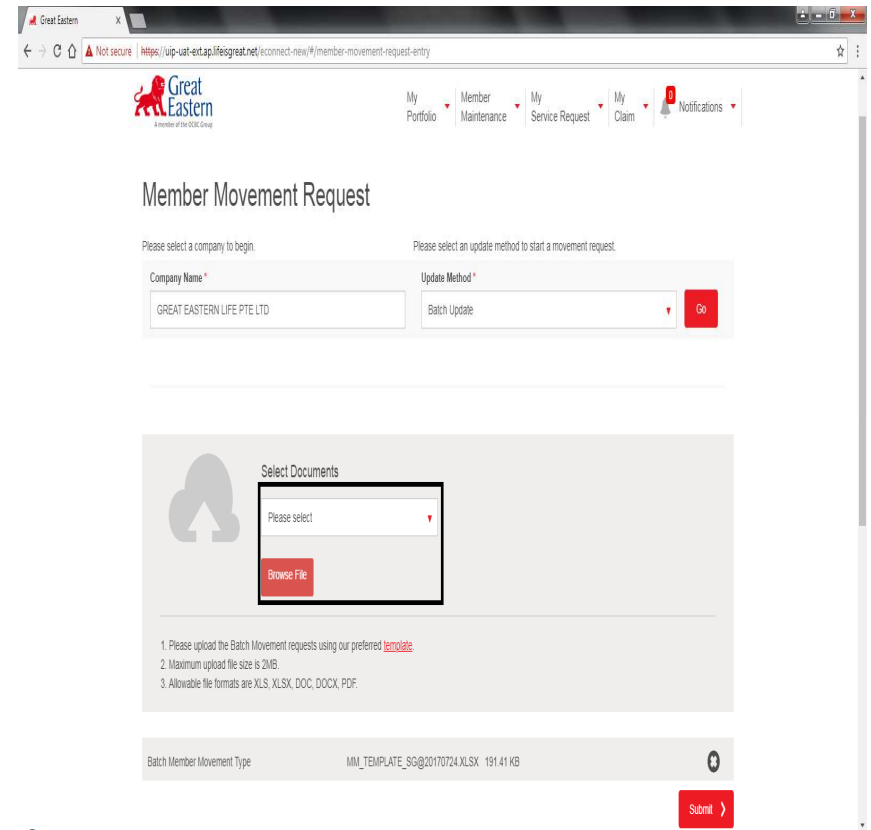 Great Eastern
Not secure https://uip-uat-ext.ap.lifeisgreat.net/econnect-new/#/member-movement-request-entry
Great
Eastern
A member of the OCBC Group
My Portfolio
Member Maintenance
My Service Request
My Claim
0
Notifications
Member Movement Request
Please select a company to begin.
Please select an update method to start a movement request.
Company Name *
Update Method *
GREAT EASTERN LIFE PTE LTD
Batch Update
Go
Select Documents
Please select
Browse File
1. Please upload the Batch Movement requests using our preferred template.
2. Maximum upload file size is 2MB.
3. Allowable file formats are XLS, XLSX, DOC, DOCX, PDF.
Batch Member Movement Type MM_TEMPLATE_SG@20170724.XLSX 191.41 KB
Submit